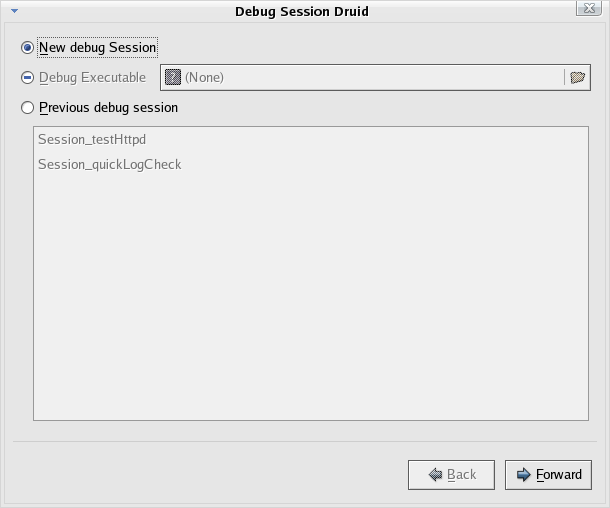 Debug Session Druid
New debug Session
Debug Executable
(None)
Previous debug session
Session_testHttpd
Session_quickLogCheck
Back
Forward